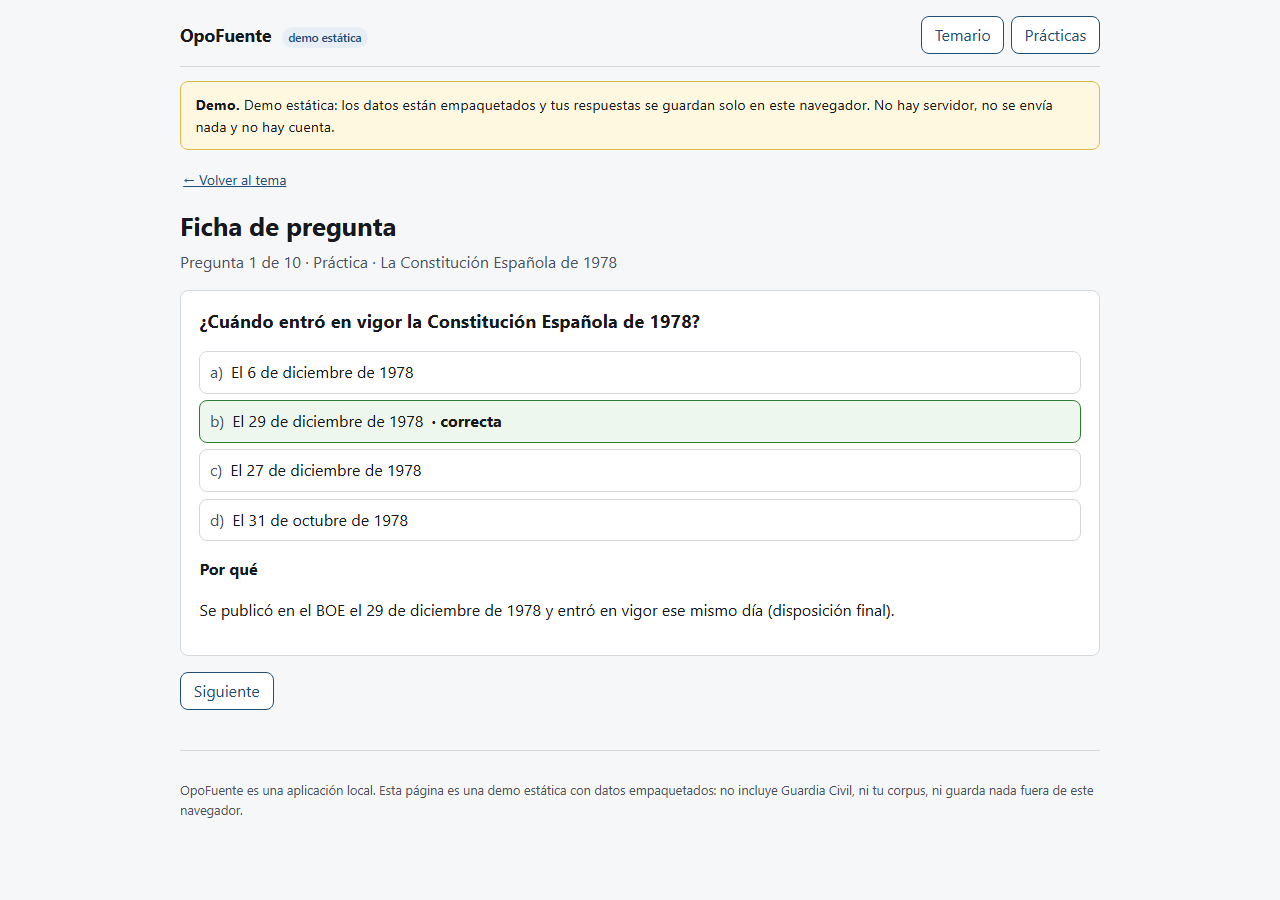 OpoFuente demo estática Temario Prácticas
Demo. Demo estática: los datos están empaquetados y tus respuestas se guardan solo en este navegador. No hay servidor, no se envía
nada y no hay cuenta.
← Volver al tema
Ficha de pregunta
Pregunta 1 de 10 · Práctica · La Constitución Española de 1978
¿Cuándo entró en vigor la Constitución Española de 1978?
a) El 6 de diciembre de 1978
b) El 29 de diciembre de 1978 · correcta
c) El 27 de diciembre de 1978
d) El 31 de octubre de 1978
Por qué
Se publicó en el BOE el 29 de diciembre de 1978 y entró en vigor ese mismo día (disposición final).
Siguiente
OpoFuente es una aplicación local. Esta página es una demo estática con datos empaquetados: no incluye Guardia Civil, ni tu corpus, ni guarda nada fuera de este
navegador.